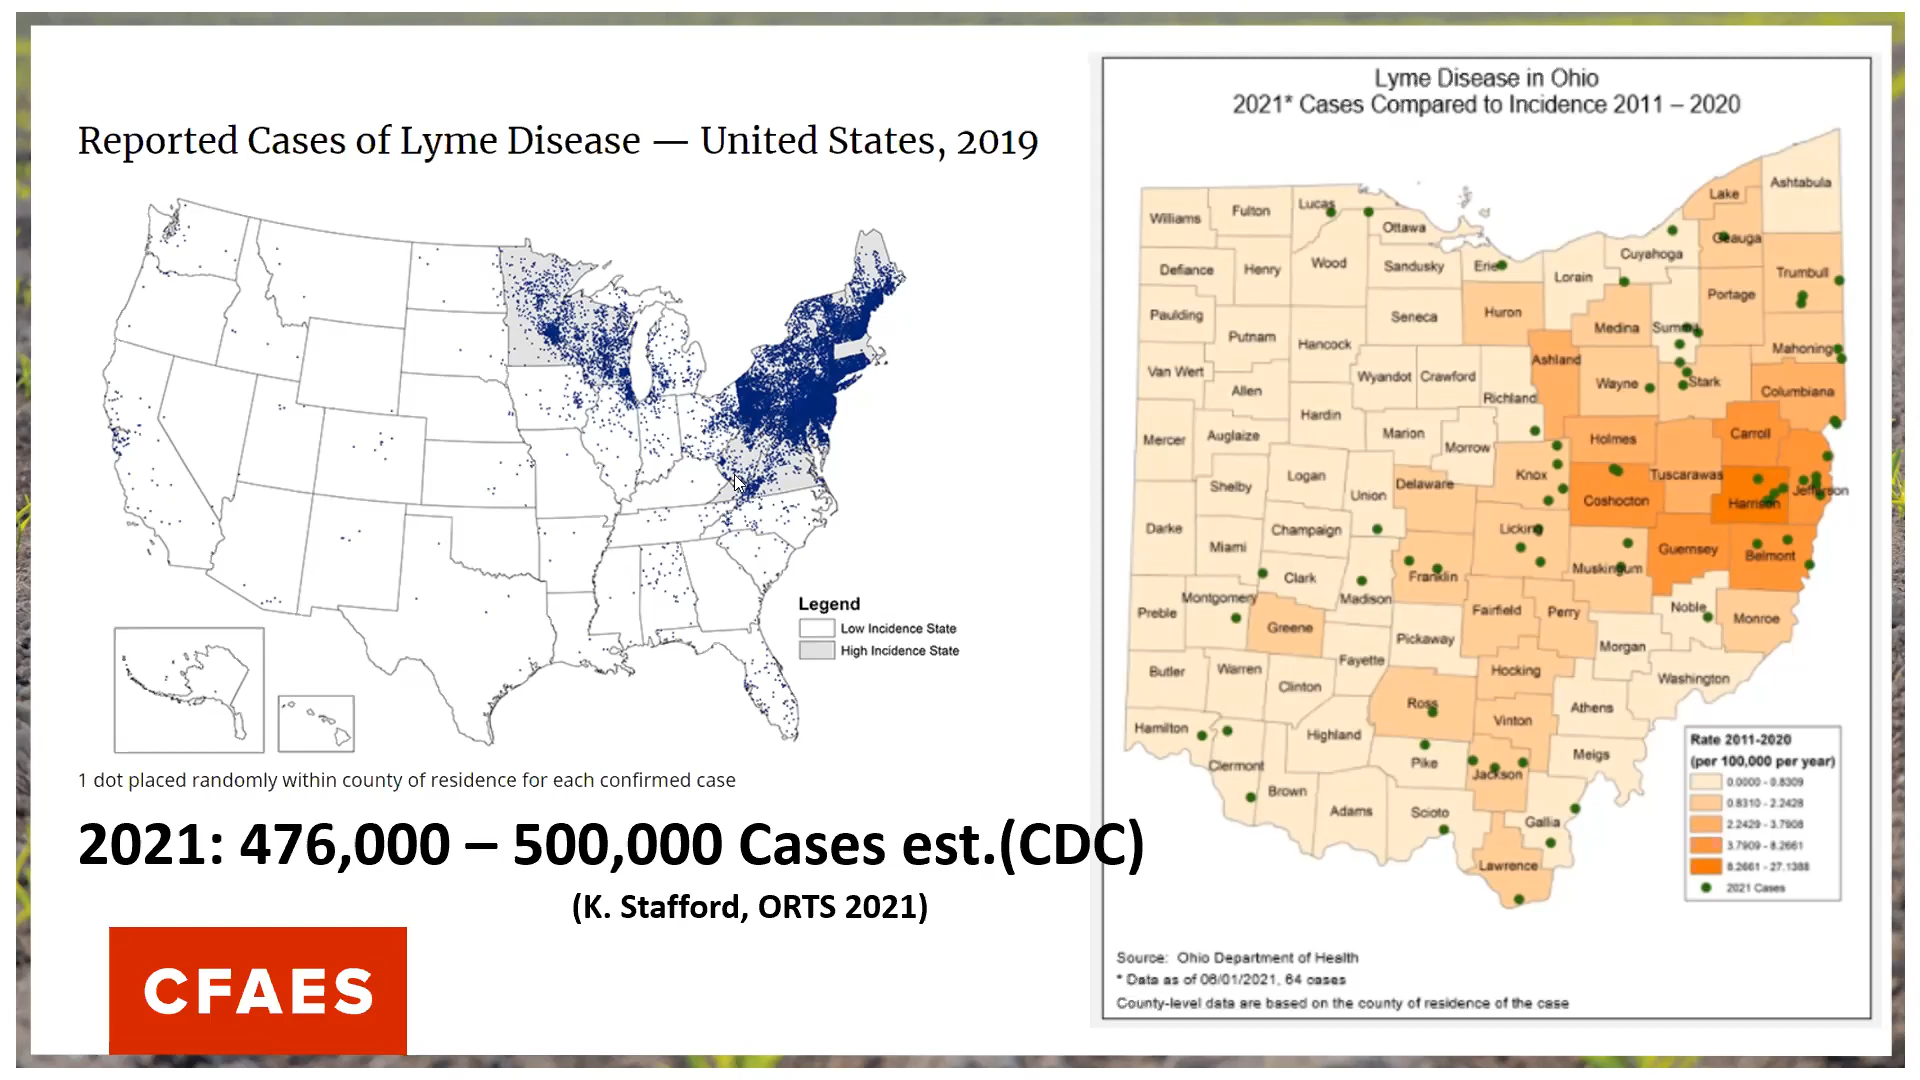 Reported Cases of Lyme Disease — United States, 2019
Legend
Low Incidence State
High Incidence State
1 dot placed randomly within county of residence for each confirmed case
2021: 476,000 – 500,000 Cases est.(CDC)
(K. Stafford, ORTS 2021)
CFAES
Lyme Disease in Ohio
2021* Cases Compared to Incidence 2011 – 2020
Ashtabula
Lake
Williams
Fulton
Lucas
Ottawa
Geauga
Cuyahoga
Defiance
Henry
Wood
Sandusky
Erie
Lorain
Trumbull
Portage
Paulding
Seneca
Huron
Medina
Summit
Putnam
Hancock
Mahoning
Ashland
Van Wert
Allen
Wyandot
Crawford
Richland
Wayne
Stark
Columbiana
Hardin
Mercer
Auglaize
Marion
Morrow
Holmes
Carroll
Logan
Knox
Tuscarawas
Shelby
Union
Delaware
Coshocton
Harrison
Jefferson
Darke
Champaign
Licking
Miami
Guernsey
Belmont
Clark
Franklin
Muskingum
Montgomery
Madison
Preble
Fairfield
Perry
Noble
Monroe
Greene
Pickaway
Morgan
Fayette
Butler
Warren
Clinton
Hocking
Washington
Ross
Athens
Hamilton
Highland
Vinton
Clermont
Pike
Jackson
Meigs
Brown
Adams
Scioto
Gallia
Lawrence
Rate 2011-2020
(per 100,000 per year)
0.0000 - 0.8309
0.8310 - 2.2428
2.2429 - 3.7908
3.7909 - 8.2661
8.2661 - 27.1388
2021 Cases
Source: Ohio Department of Health
* Data as of 06/01/2021, 64 cases
County-level data are based on the county of residence of the case